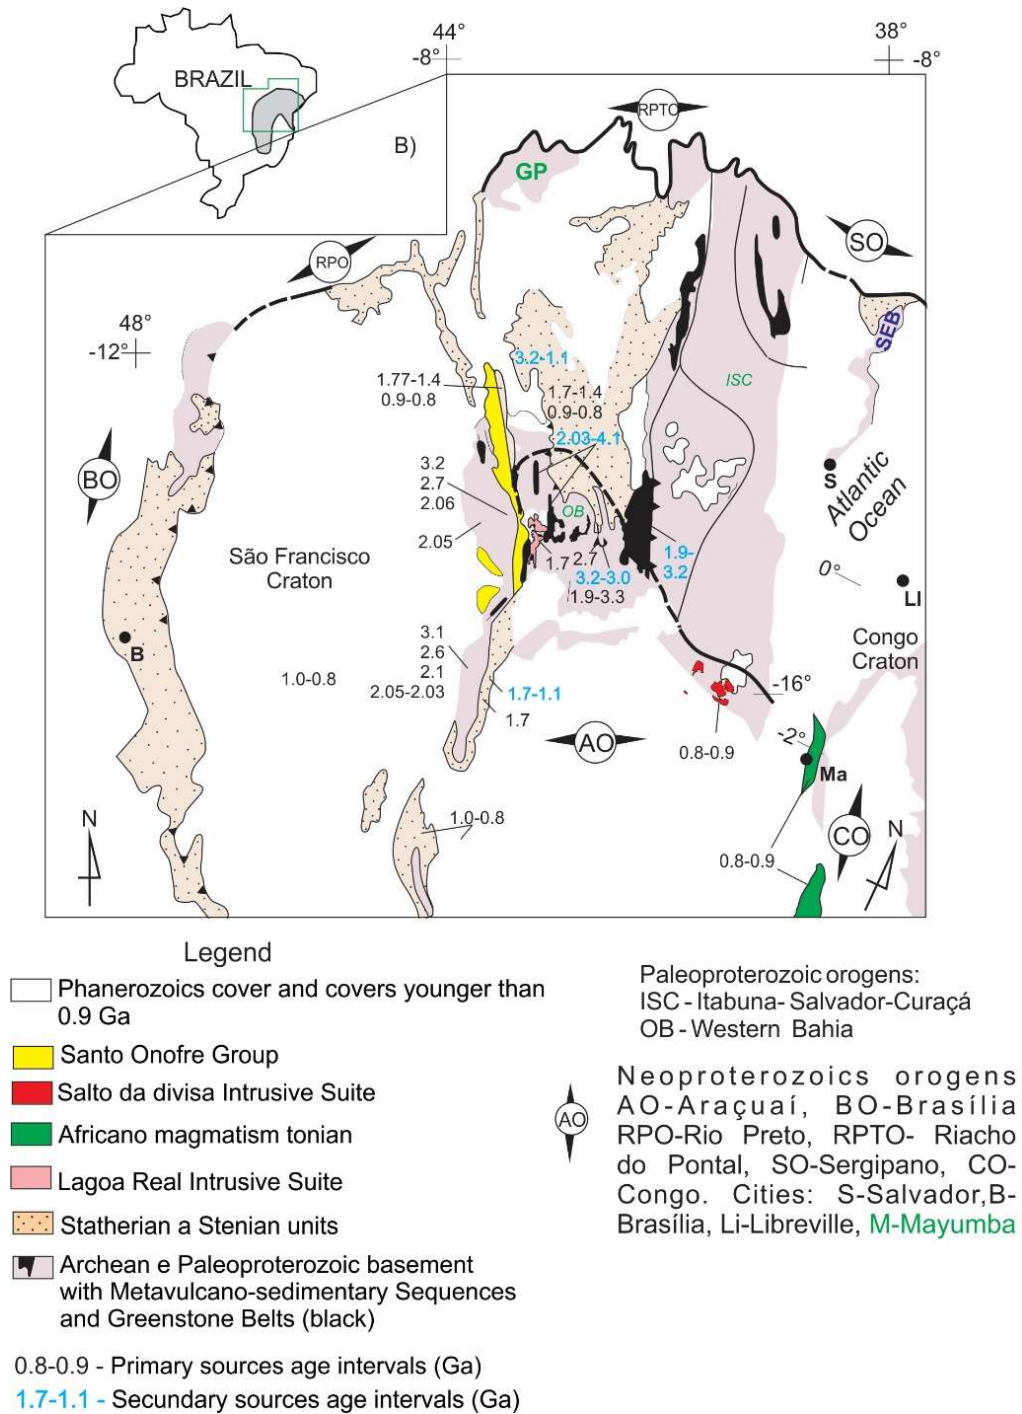 44°
38°
-8°
-8°
BRAZIL
B)
RPTO
GP
SO
RPO
48°
-12°
SEB
3.2-1.1
1.77-1.4
0.9-0.8
1.7-1.4
0.9-0.8
ISC
2.03-4.1
BO
S
Atlantic
Ocean
3.2
2.7
2.06
OB
2.05
São Francisco
Craton
1.7
2.7
1.9-
3.2
3.2-3.0
1.9-3.3
0°
LI
Congo
Craton
B
3.1
2.6
2.1
2.05-2.03
1.0-0.8
1.7-1.1
1.7
-16°
AO
0.8-0.9
-2°
Ma
1.0-0.8
N
CO
N
0.8-0.9
Legend
Phanerozoics cover and covers younger than
0.9 Ga
Santo Onofre Group
Salto da divisa Intrusive Suite
Africano magmatism tonian
Lagoa Real Intrusive Suite
Statherian a Stenian units
Archean e Paleoproterozoic basement
with Metavulcano-sedimentary Sequences
and Greenstone Belts (black)
0.8-0.9 - Primary sources age intervals (Ga)
1.7-1.1 - Secundary sources age intervals (Ga)
Paleoproterozoic orogens:
ISC - Itabuna- Salvador-Curaçá
OB - Western Bahia
AO
Neoproterozoics orogens
AO-Araçuaí, BO-Brasília
RPO-Rio Preto, RPTO- Riacho
do Pontal, SO-Sergipano, CO-
Congo. Cities: S-Salvador,B-
Brasília, Li-Libreville, M-Mayumba